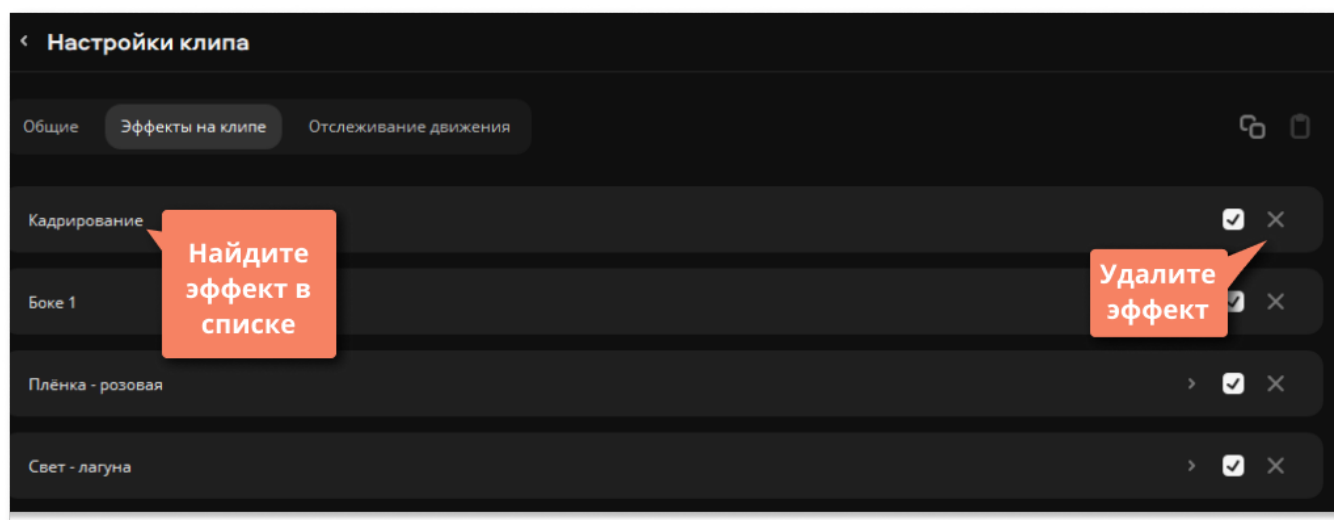 Настройки клипа
Общие
Эффекты на клипе
Отслеживание движения
Кадрирование
Найдите
эффект в
списке
Удалите
эффект
Боке 1
Плёнка - розовая
Свет - лагуна